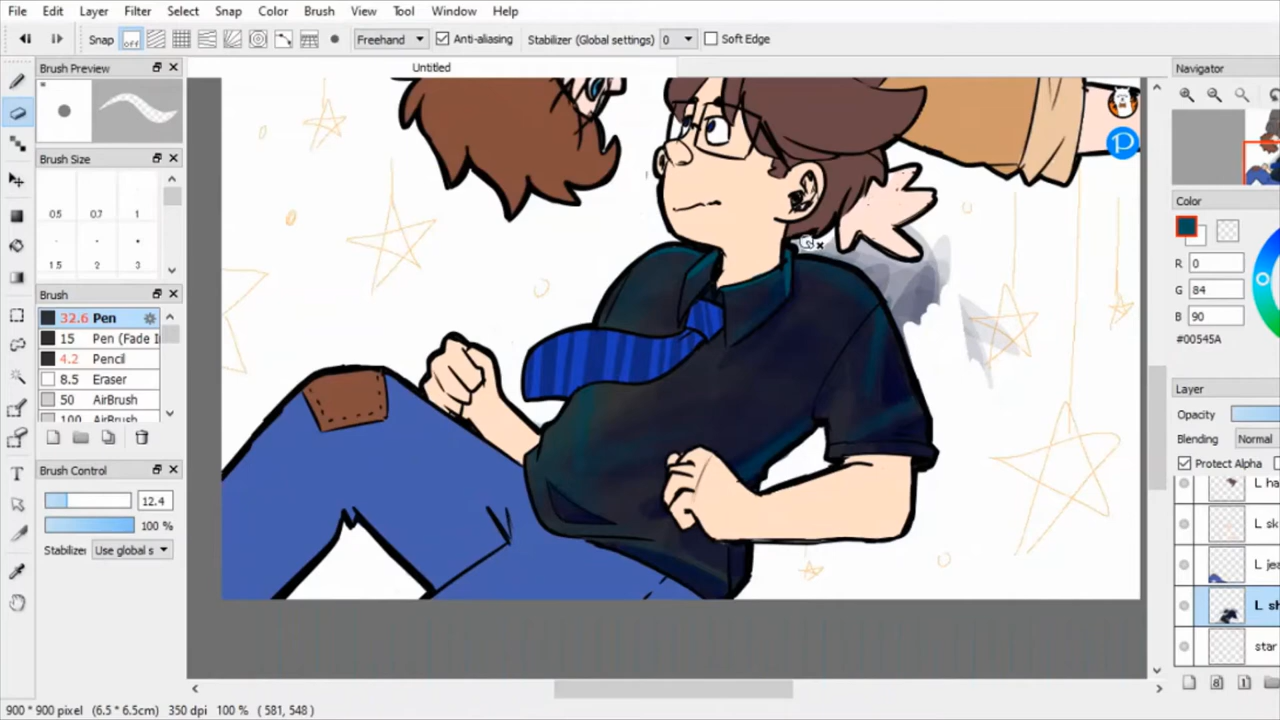 File Edit Layer Filter Select Snap Color Brush View Tool Window Help
Snap off Freehand Anti-aliasing Stabilizer (Global settings) 0 Soft Edge
Brush Preview
Untitled
Navigator
Brush Size
0.5 0.7 1
1.5 2 3
Color
R 0
G 84
B 90
#00545A
Brush
32.6 Pen
15 Pen (Fade I
4.2 Pencil
8.5 Eraser
50 AirBrush
100 AirBrush
Brush Control
12.4
100 %
Stabilizer Use global s
Layer
Opacity
Blending Normal
Protect Alpha
L ha
L sk
L jea
L sh
star
900 * 900 pixel (6.5 * 6.5cm) 350 dpi 100 % ( 581, 548 )